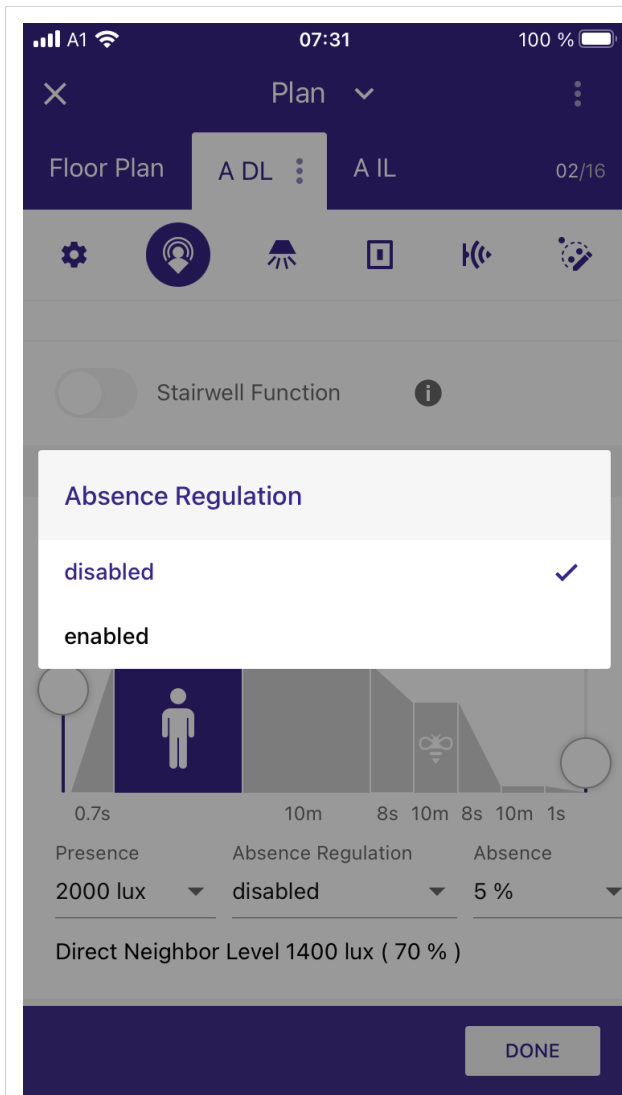 A1 07:31 100 %
Plan
Floor Plan A DL A IL 02/16
Stairwell Function
Absence Regulation
disabled
enabled
0.7s 10m 8s 10m 8s 10m 1s
Presence Absence Regulation Absence
2000 lux disabled 5 %
Direct Neighbor Level 1400 lux ( 70 % )
DONE